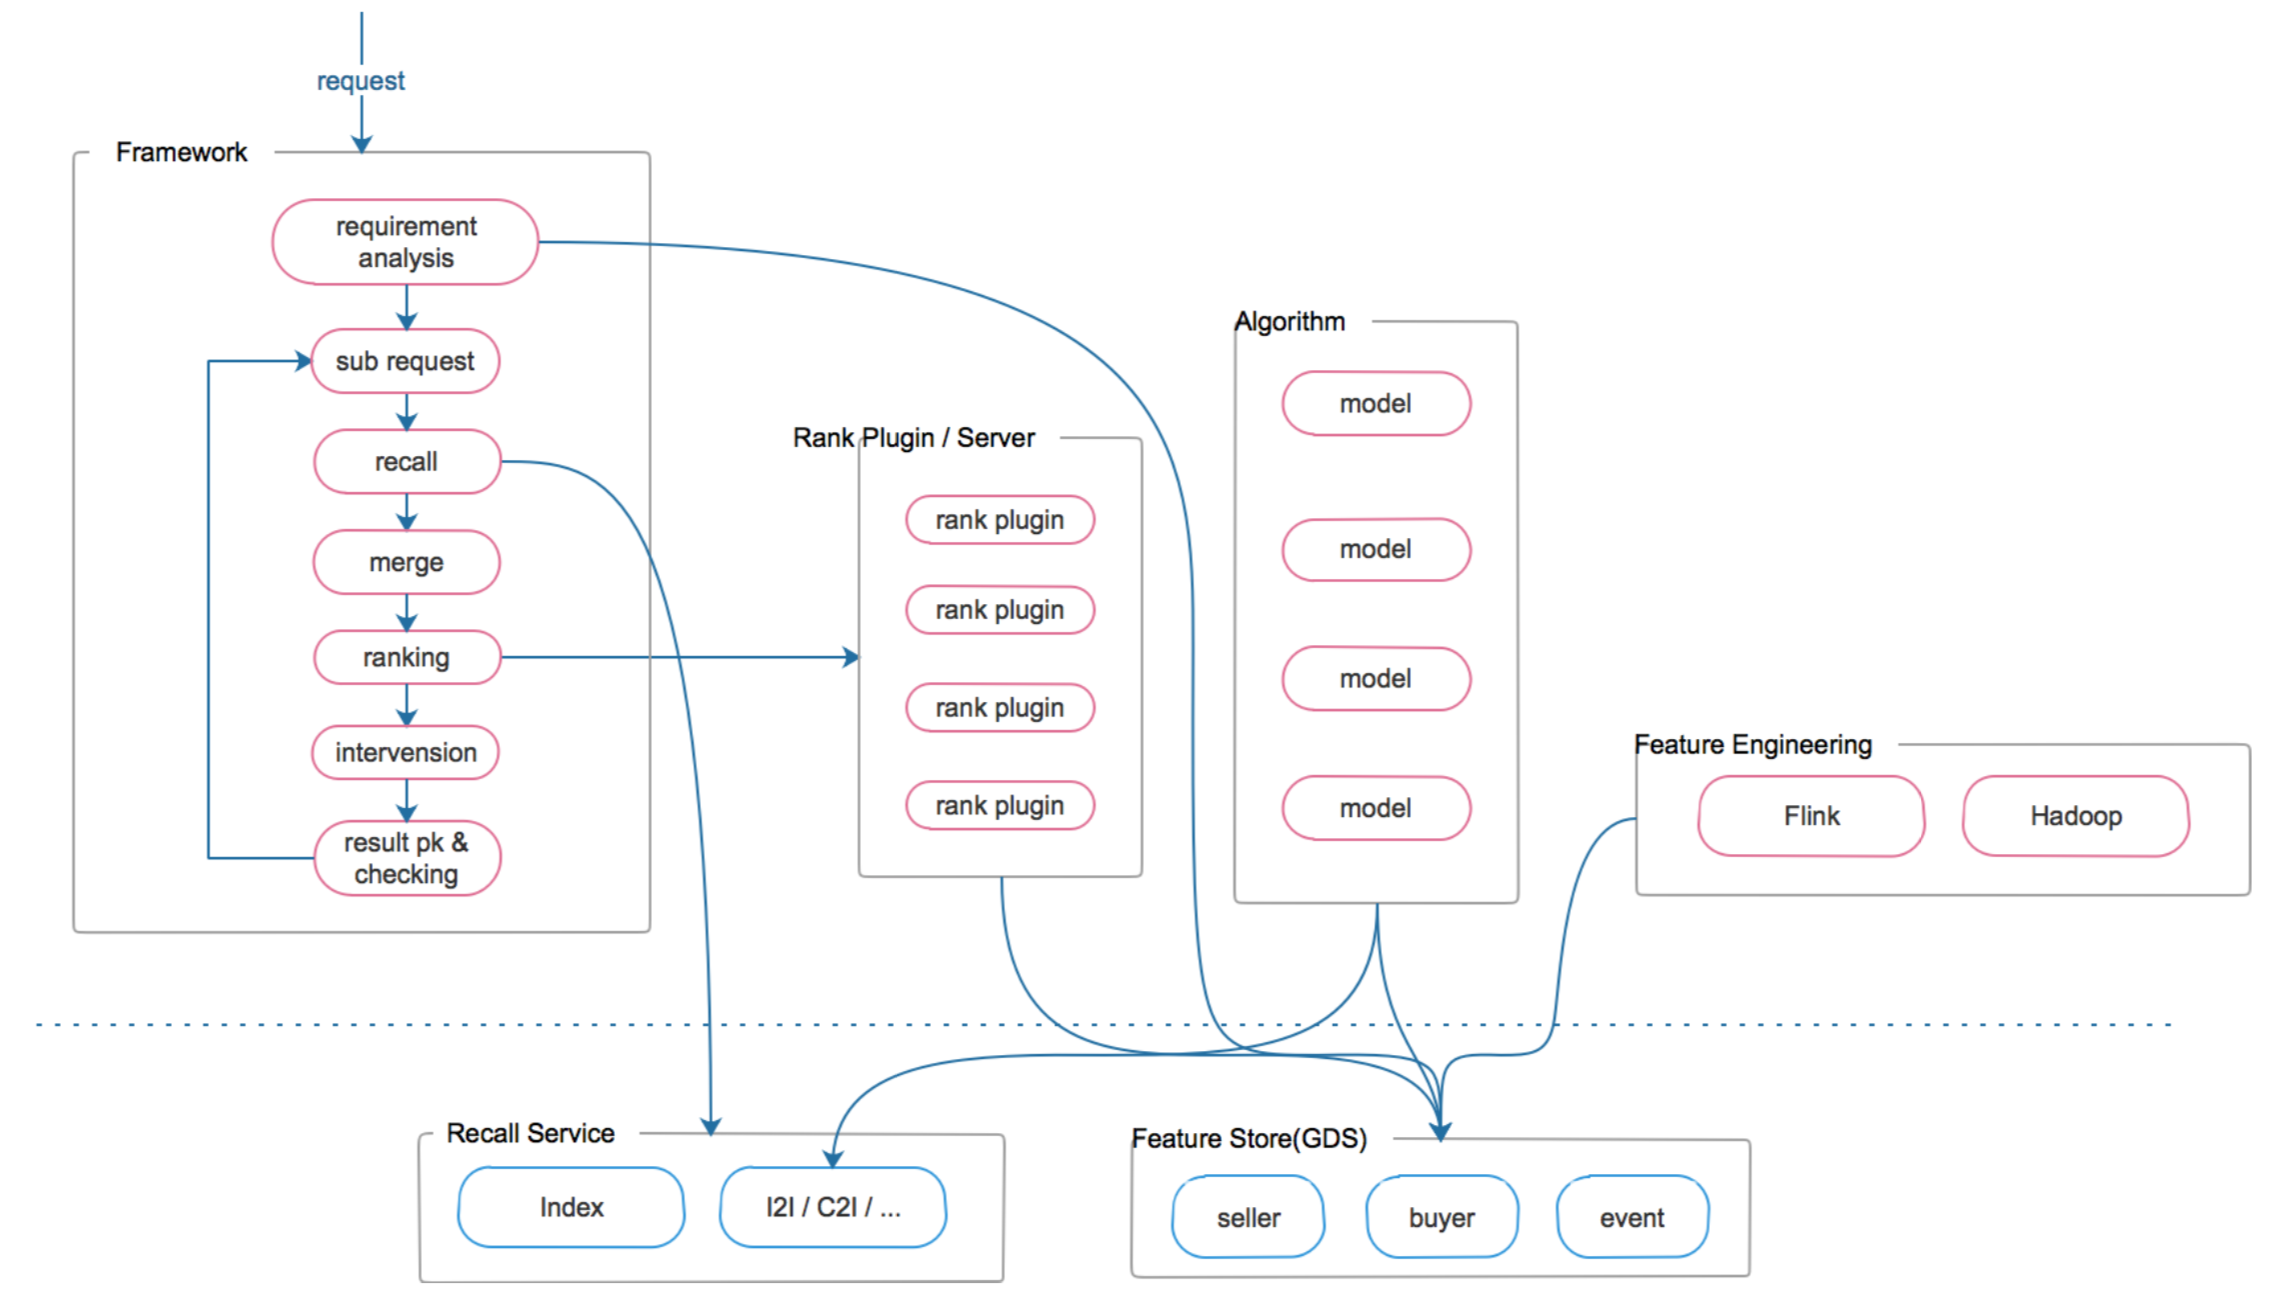 request
Framework
requirement
analysis
sub request
recall
merge
ranking
intervension
result pk &
checking
Rank Plugin / Server
rank plugin
rank plugin
rank plugin
rank plugin
Algorithm
model
model
model
model
Feature Engineering
Flink
Hadoop
Recall Service
Index
I2I / C2I / ...
Feature Store(GDS)
seller
buyer
event